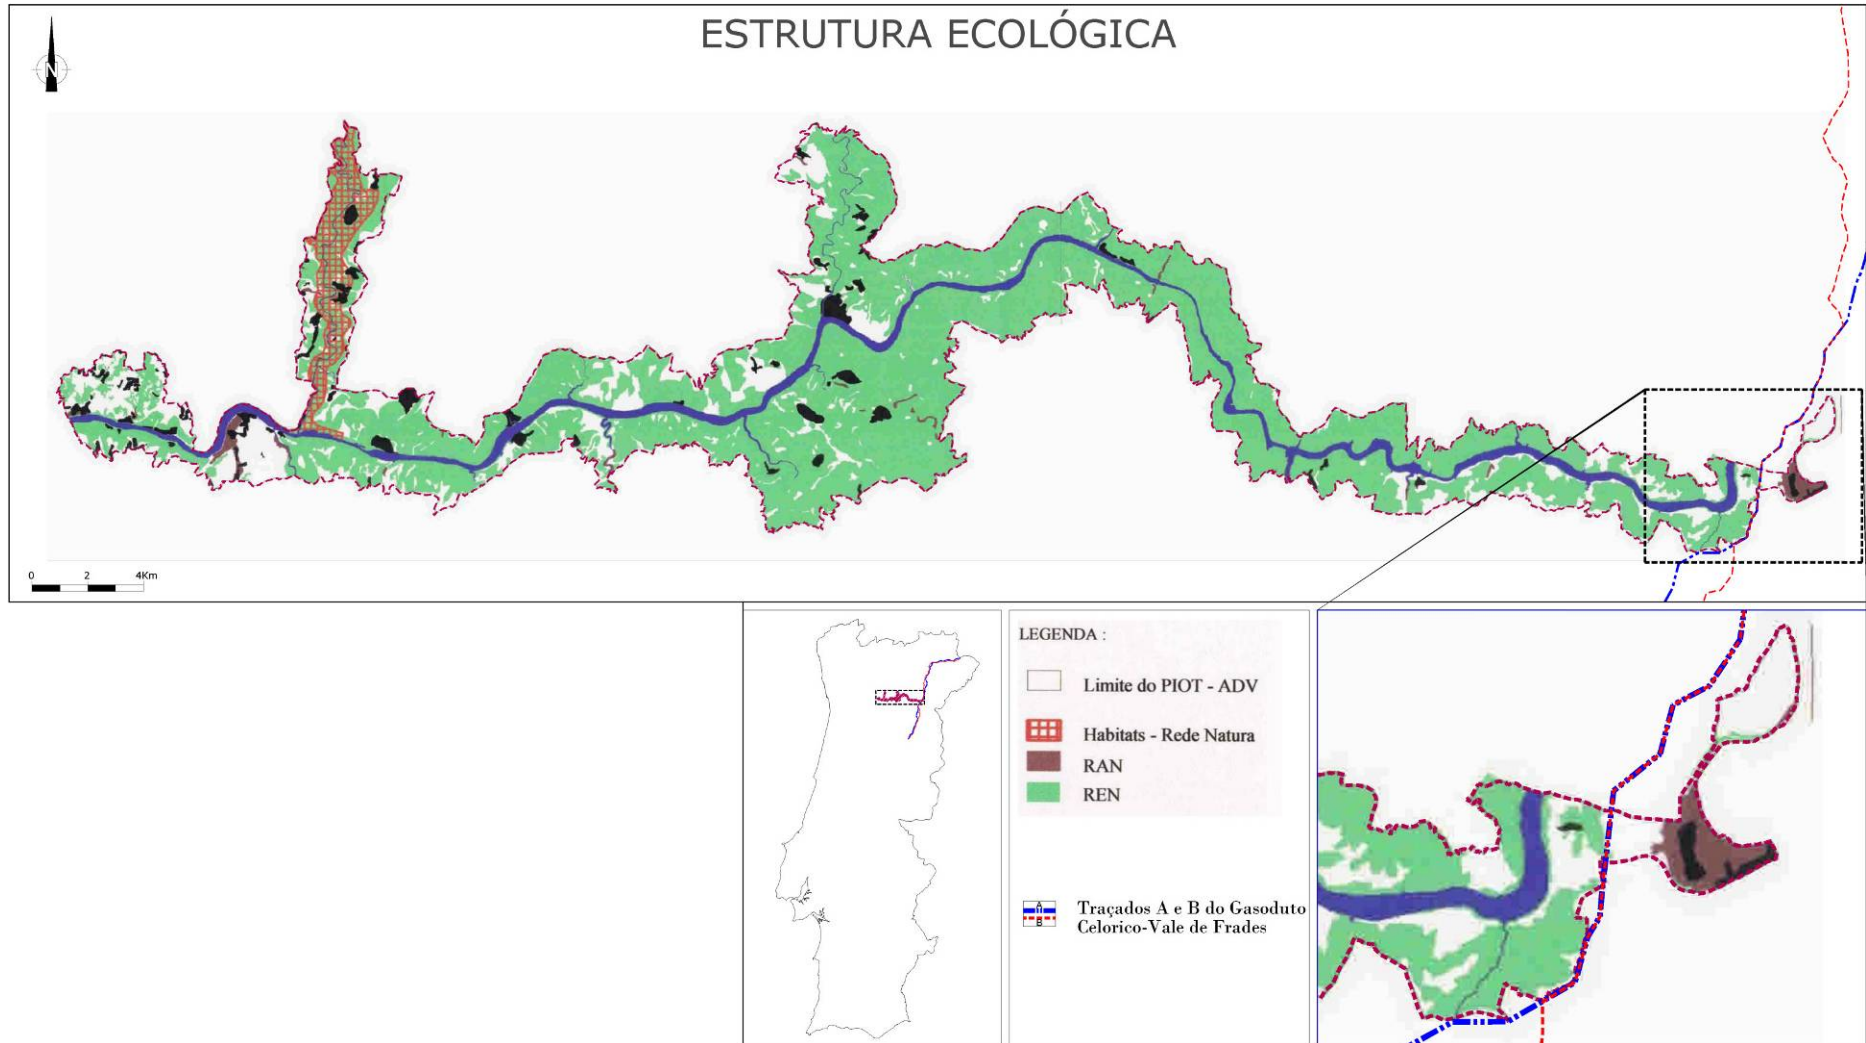 ESTRUTURA ECOLÓGICA
N
0 2 4Km
LEGENDA :
Limite do PIOT - ADV
Habitats - Rede Natura
RAN
REN
A
B
Traçados A e B do Gasoduto
Celorico-Vale de Frades